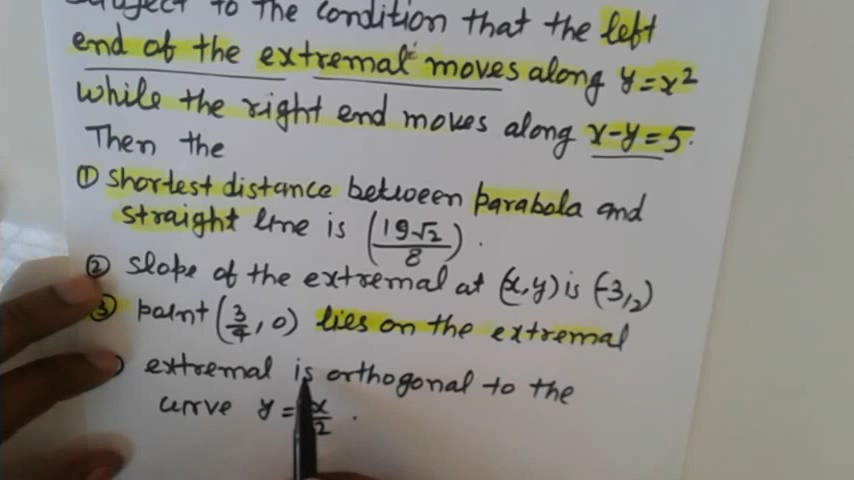 subject to the condition that the left
end of the extremal moves along y=x²
while the right end moves along x-y=5.
Then the
① shortest distance between parabola and
straight line is (19√2/8).
② slope of the extremal at (x,y) is (-3/2)
③ point (3/4, 0) lies on the extremal
extremal is orthogonal to the
curve y = x/2.